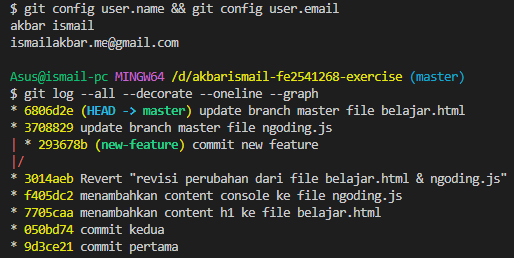 $ git config user.name && git config user.email
akbar ismail
ismailakbar.me@gmail.com
Asus@ismail-pc MINGW64 /d/akbarismail-fe2541268-exercise (master)
$ git log --all --decorate --oneline --graph
* 6806d2e (HEAD -> master) update branch master file belajar.html
* 3708829 update branch master file ngoding.js
| * 293678b (new-feature) commit new feature
|/
* 3014aeb Revert "revisi perubahan dari file belajar.html & ngoding.js"
* f405dc2 menambahkan content console ke file ngoding.js
* 7705caa menambahkan content h1 ke file belajar.html
* 050bd74 commit kedua
* 9d3ce21 commit pertama